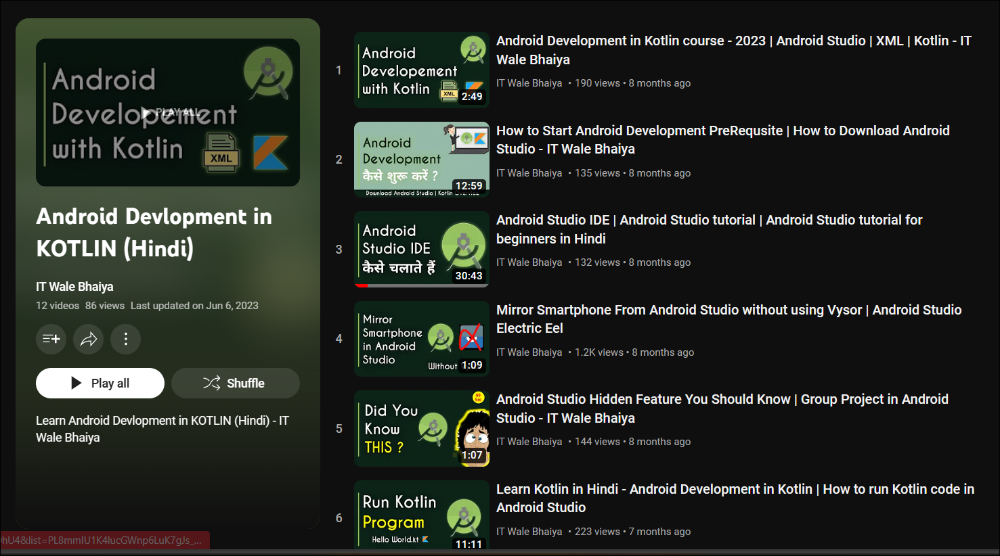 Android
Developement
with Kotlin
PLAY ALL
XML
Android Devlopment in
KOTLIN (Hindi)
IT Wale Bhaiya
12 videos 86 views Last updated on Jun 6, 2023
Play all
Shuffle
Learn Android Devlopment in KOTLIN (Hindi) - IT
Wale Bhaiya
1
Android
Developement
with Kotlin
XML
2:49
Android Development in Kotlin course - 2023 | Android Studio | XML | Kotlin - IT
Wale Bhaiya
IT Wale Bhaiya • 190 views • 8 months ago
2
Android
Development
कैसे शुरू करें ?
12:59
Download Android Studio | Kotlin Overview
How to Start Android Development PreRequsite | How to Download Android
Studio - IT Wale Bhaiya
IT Wale Bhaiya • 135 views • 8 months ago
3
Android
Studio IDE
कैसे चलाते हैं
30:43
Android Studio IDE | Android Studio tutorial | Android Studio tutorial for
beginners in Hindi
IT Wale Bhaiya • 132 views • 8 months ago
4
Mirror
Smartphone
in Android
Studio
Without
1:09
Mirror Smartphone From Android Studio without using Vysor | Android Studio
Electric Eel
IT Wale Bhaiya • 1.2K views • 8 months ago
5
Did You
Know
THIS ?
60
Sec
1:07
Android Studio Hidden Feature You Should Know | Group Project in Android
Studio - IT Wale Bhaiya
IT Wale Bhaiya • 144 views • 8 months ago
6
Run Kotlin
Program
Hello World.kt
11:11
Learn Kotlin in Hindi - Android Development in Kotlin | How to run Kotlin code in
Android Studio
IT Wale Bhaiya • 223 views • 7 months ago